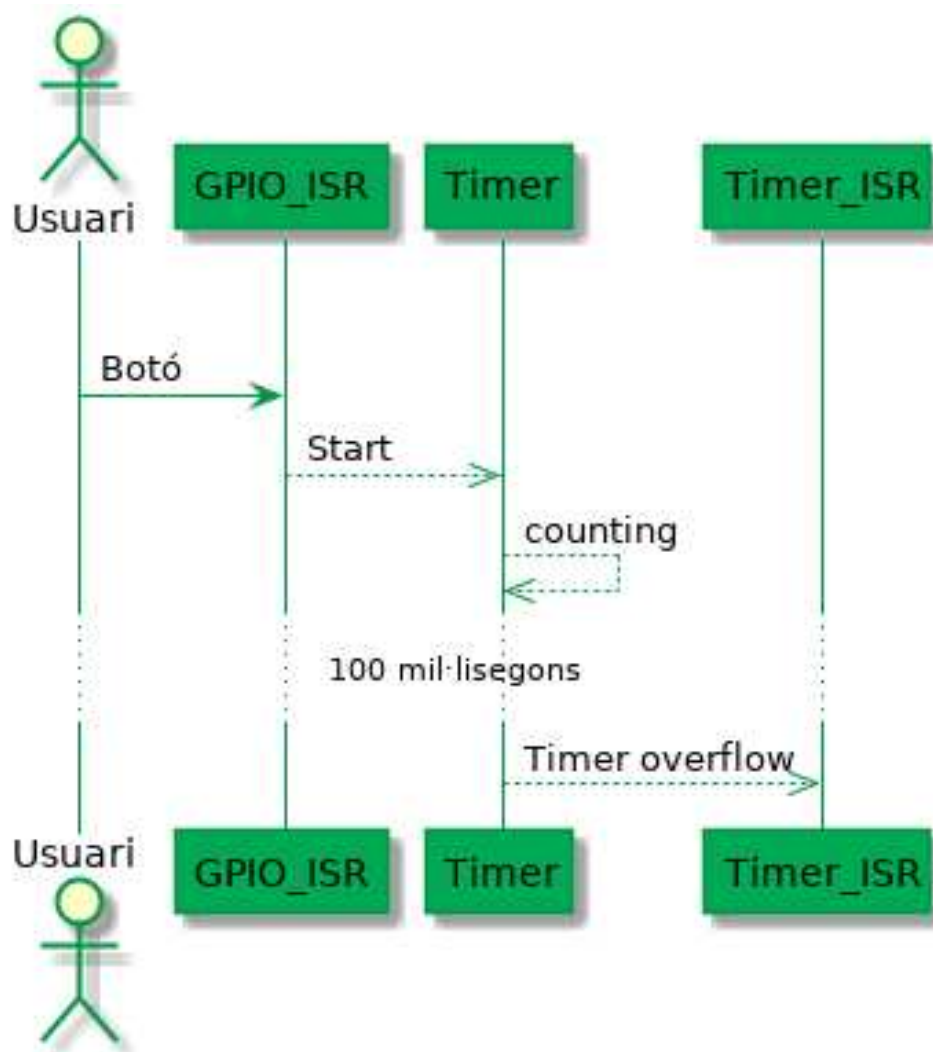 Usuari
GPIO_ISR
Timer
Timer_ISR
Botó
Start
counting
100 mil·lisegons
Timer overflow
Usuari
GPIO_ISR
Timer
Timer_ISR